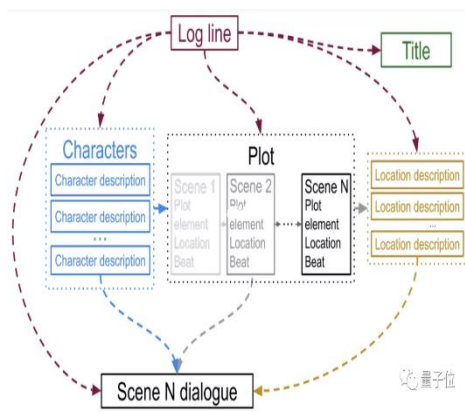 Log line
Title
Characters
Character description
Character description
...
Character description
Plot
Scene 1
Plot
element
Location
Beat
Scene 2
Plot
element
Location
Beat
Scene N
Plot
element
Location
Beat
Location description
Location description
...
Location description
Scene N dialogue
量子位